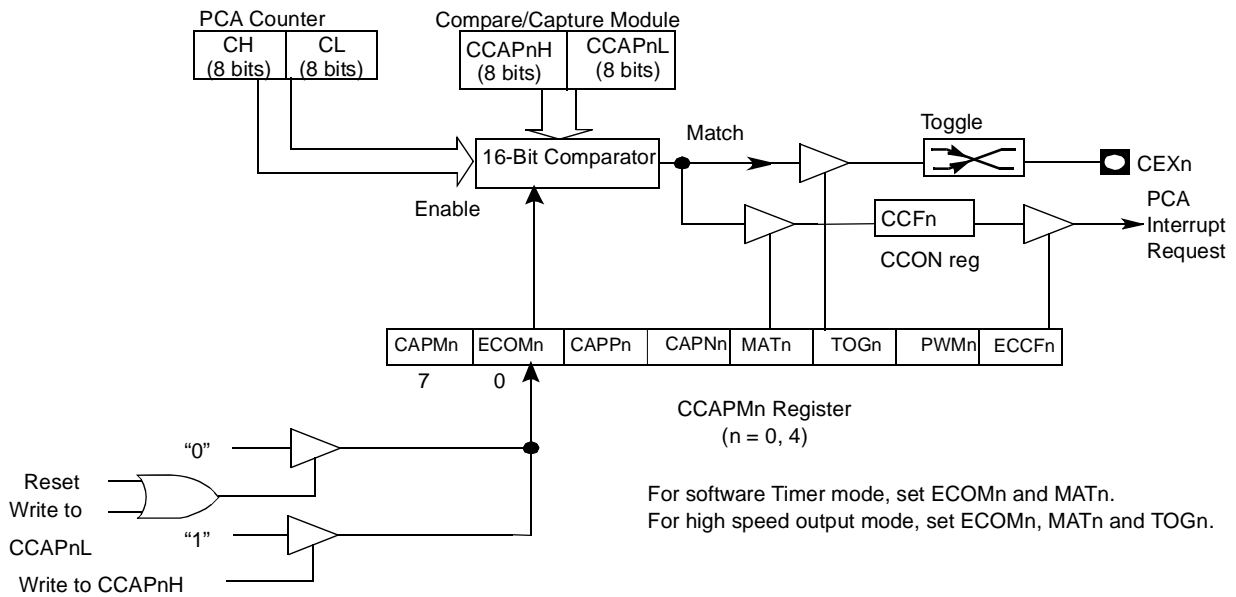 PCA Counter
CH
(8 bits)
CL
(8 bits)
Compare/Capture Module
CCAPnH
(8 bits)
CCAPnL
(8 bits)
16-Bit Comparator
Match
Toggle
CEXn
Enable
CCFn
CCON reg
PCA
Interrupt
Request
CAPMn
ECOMn
CAPPn
CAPNn
MATn
TOGn
PWMn
ECCFn
7
0
CCAPMn Register
(n = 0, 4)
“0”
Reset
Write to
CCAPnL
“1”
Write to CCAPnH
For software Timer mode, set ECOMn and MATn.
For high speed output mode, set ECOMn, MATn and TOGn.